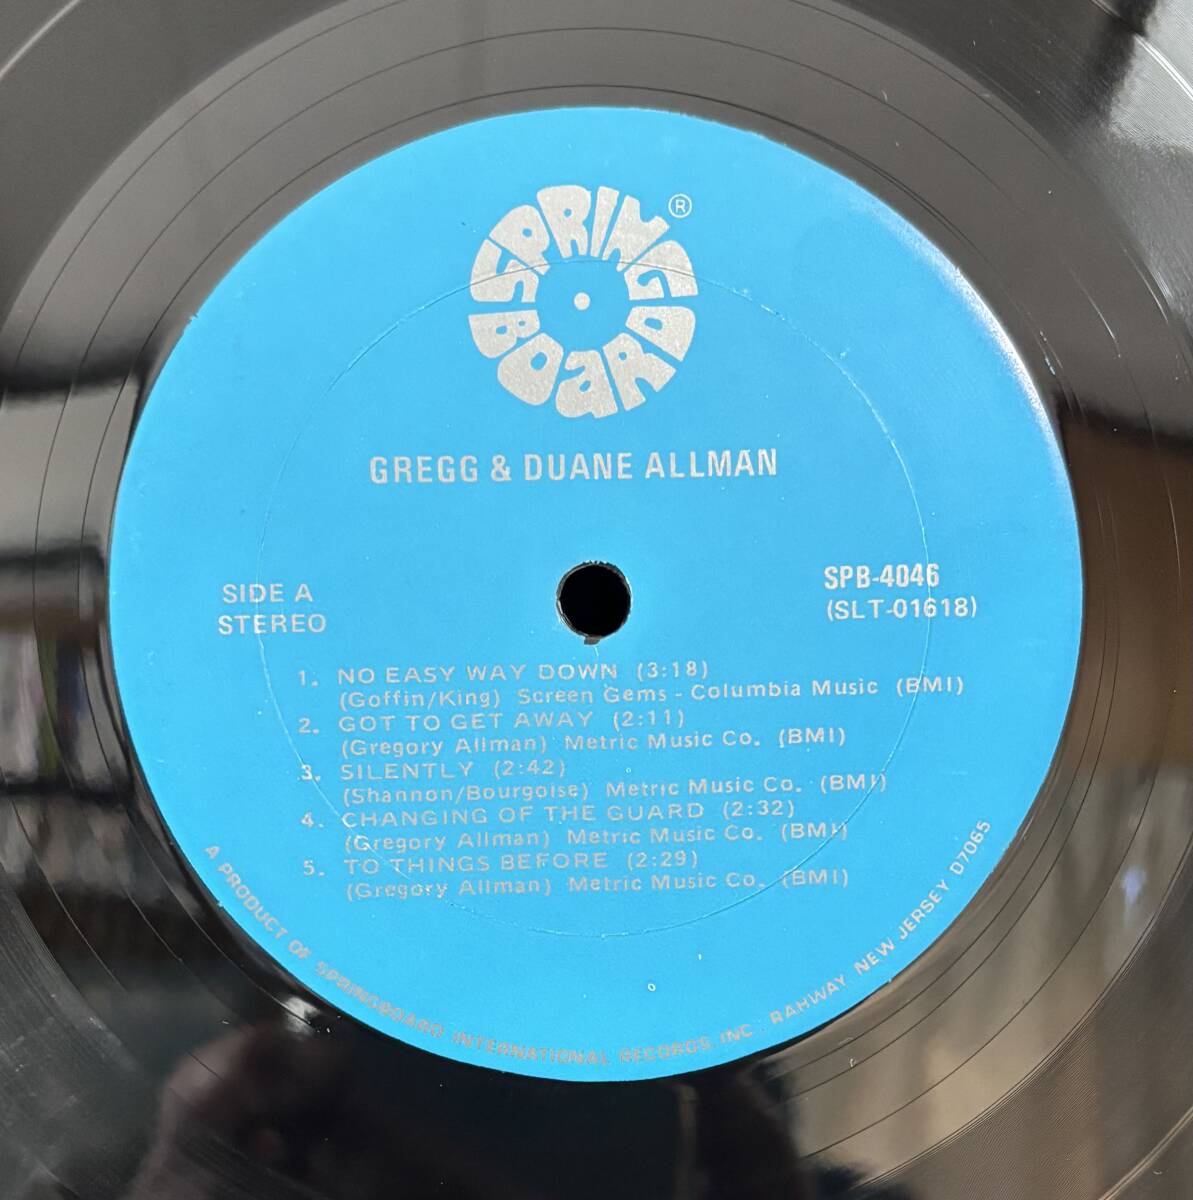 SPRINGBOARD ®
GREGG & DUANE ALLMAN
SIDE A
STEREO
SPB-4046
(SLT-01618)
1. NO EASY WAY DOWN (3:18)
(Goffin/King) Screen Gems - Columbia Music (BMI)
2. GOT TO GET AWAY (2:11)
(Gregory Allman) Metric Music Co. (BMI)
3. SILENTLY (2:42)
(Shannon/Bourgoise) Metric Music Co. (BMI)
4. CHANGING OF THE GUARD (2:32)
(Gregory Allman) Metric Music Co. (BMI)
5. TO THINGS BEFORE (2:29)
(Gregory Allman) Metric Music Co. (BMI)
A PRODUCT OF SPRINGBOARD INTERNATIONAL RECORDS INC. RAHWAY, NEW JERSEY D7065